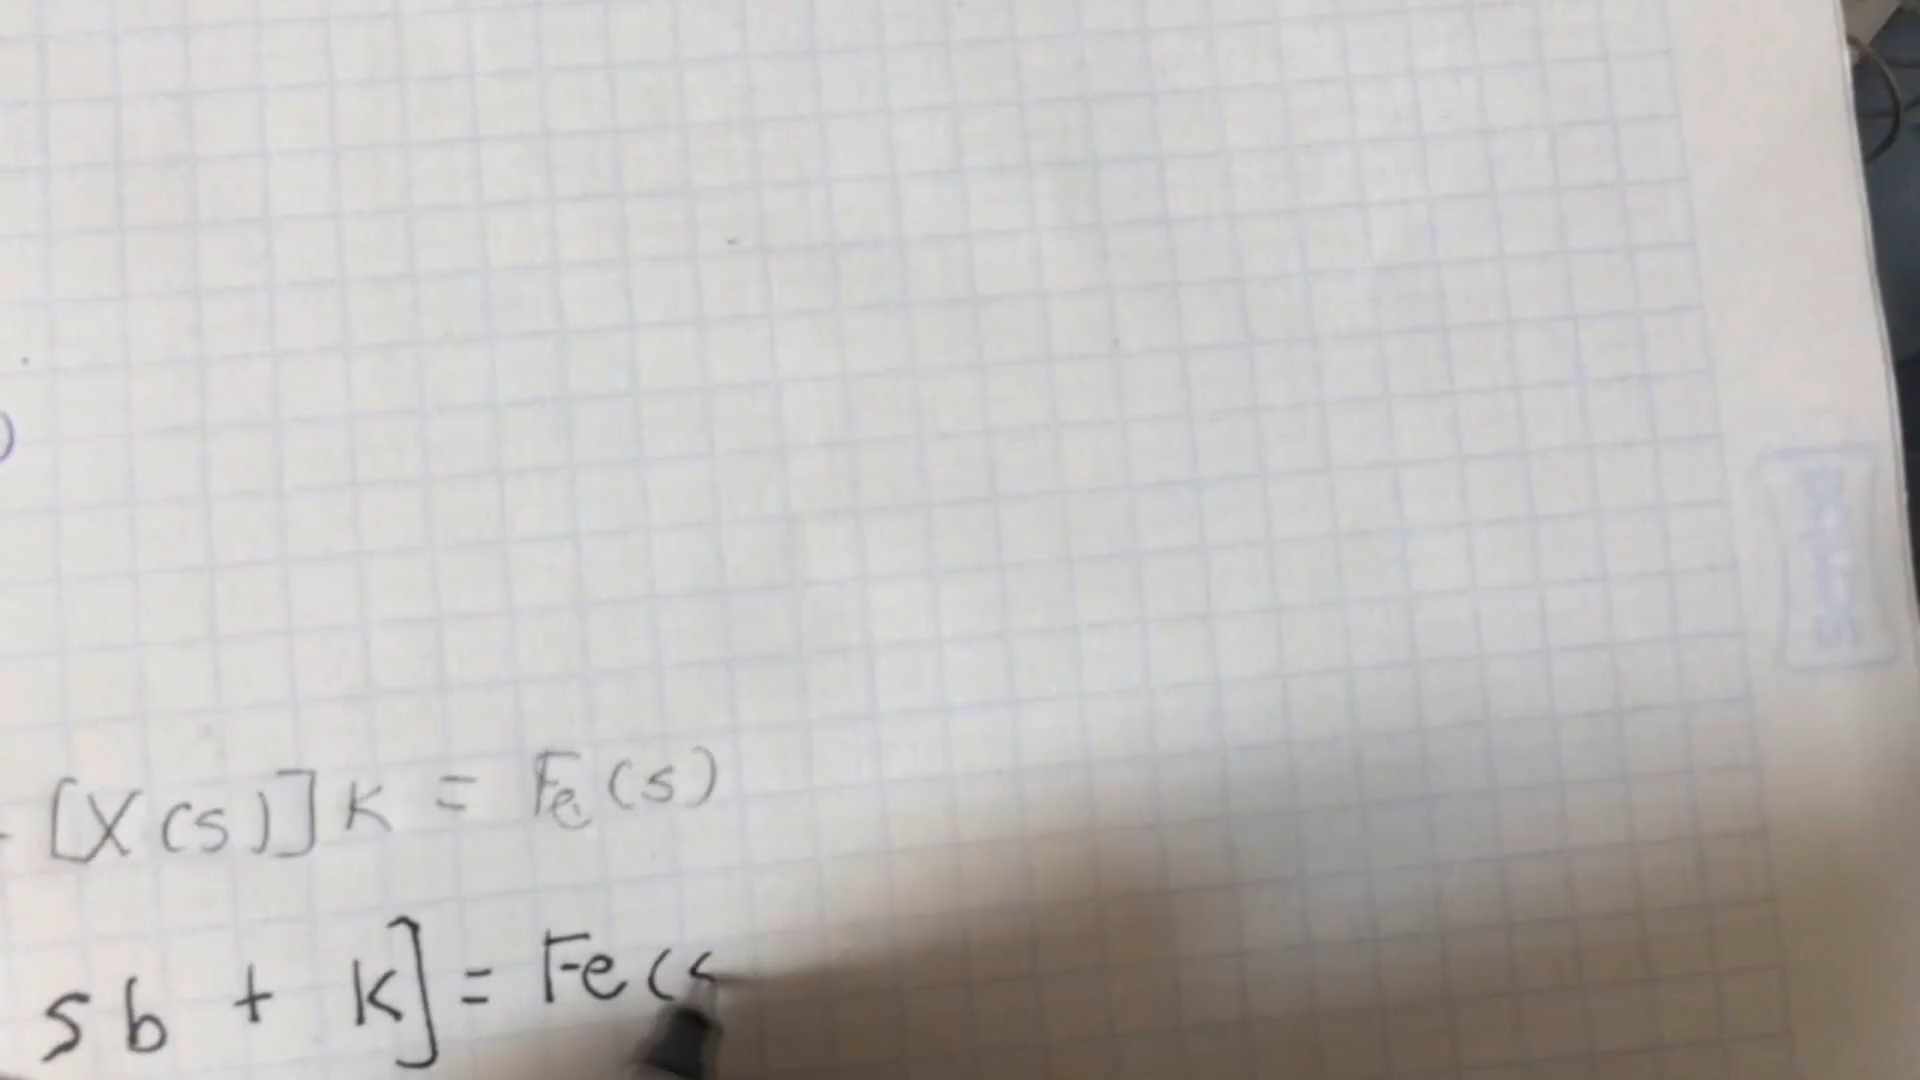 )
- [X(s)]K = Fe(s)
sb + K] = Fe(s